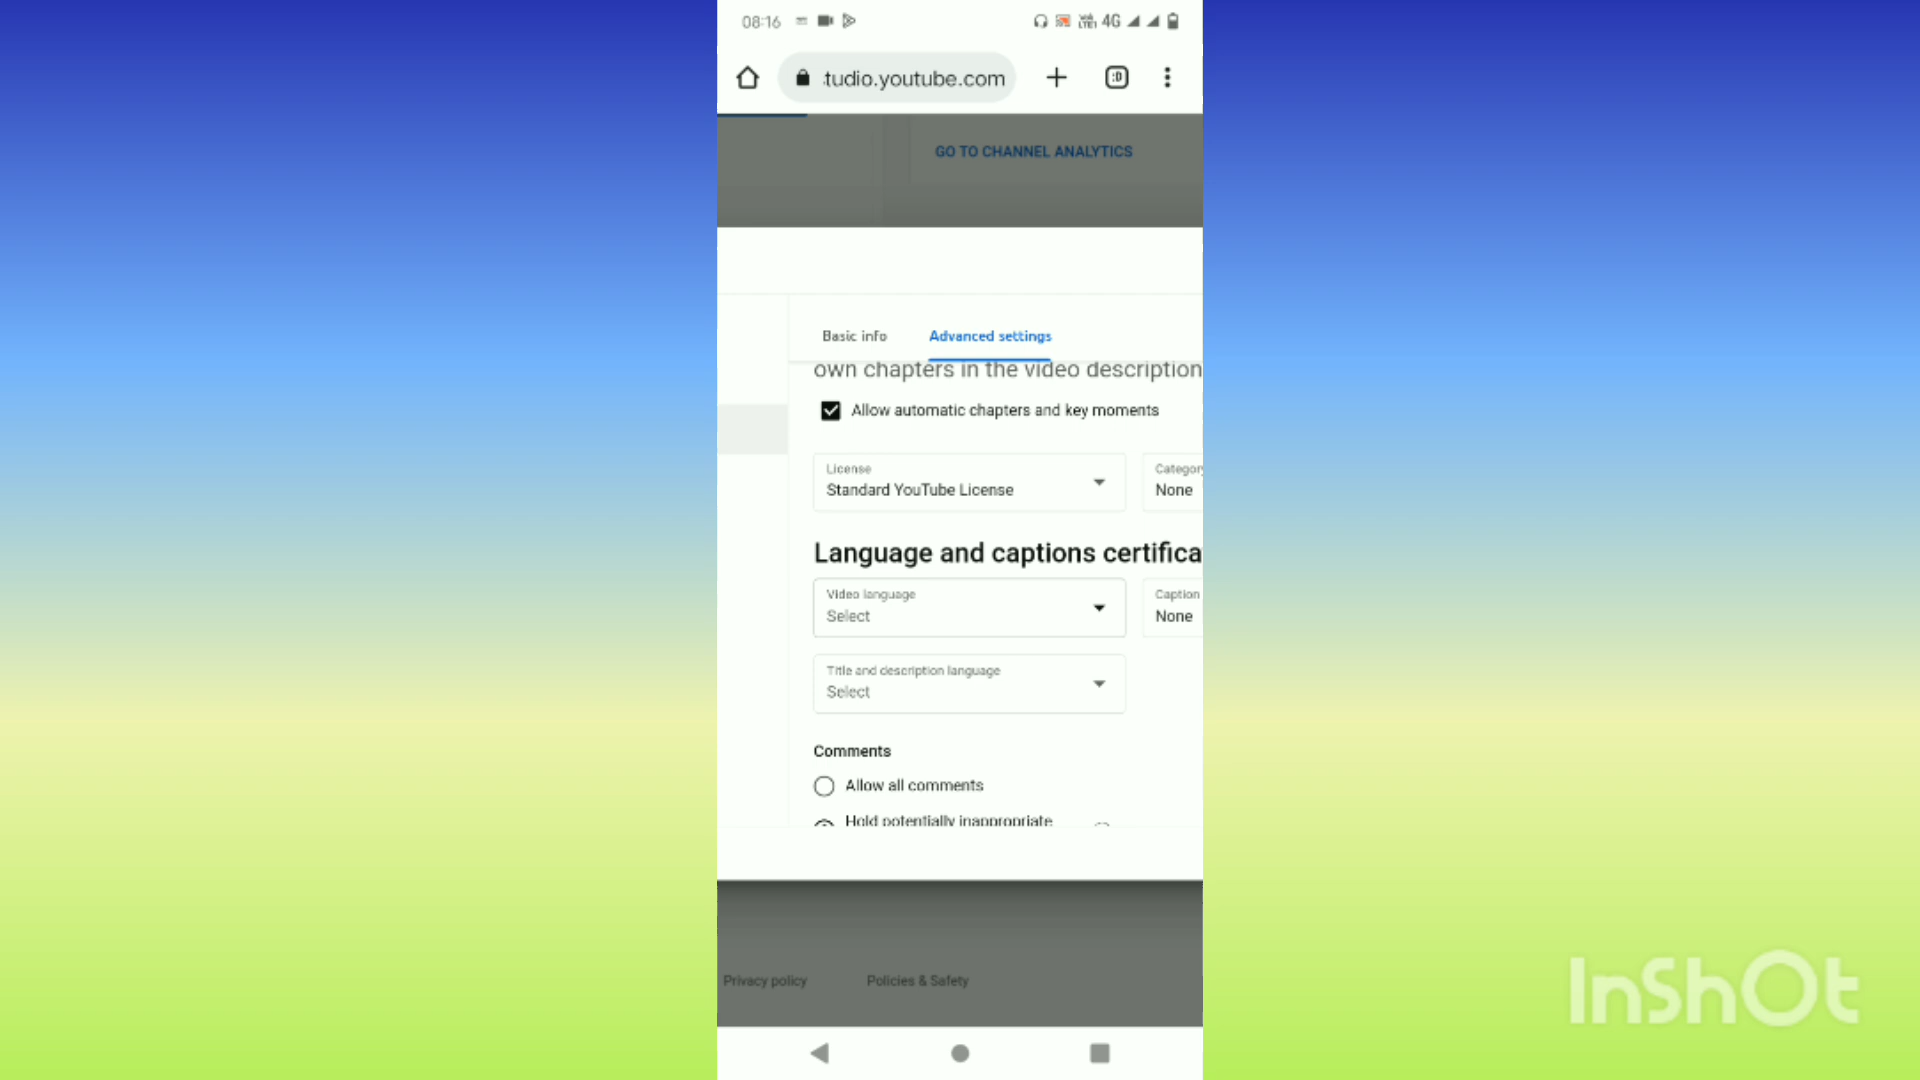 08:16 4G
tudio.youtube.com :D
GO TO CHANNEL ANALYTICS
Basic info Advanced settings
own chapters in the video description
Allow automatic chapters and key moments
License
Standard YouTube License
Category
None
Language and captions certifica
Video language
Select
Caption
None
Title and description language
Select
Comments
Allow all comments
Hold potentially inappropriate
Privacy policy Policies & Safety
InShOt